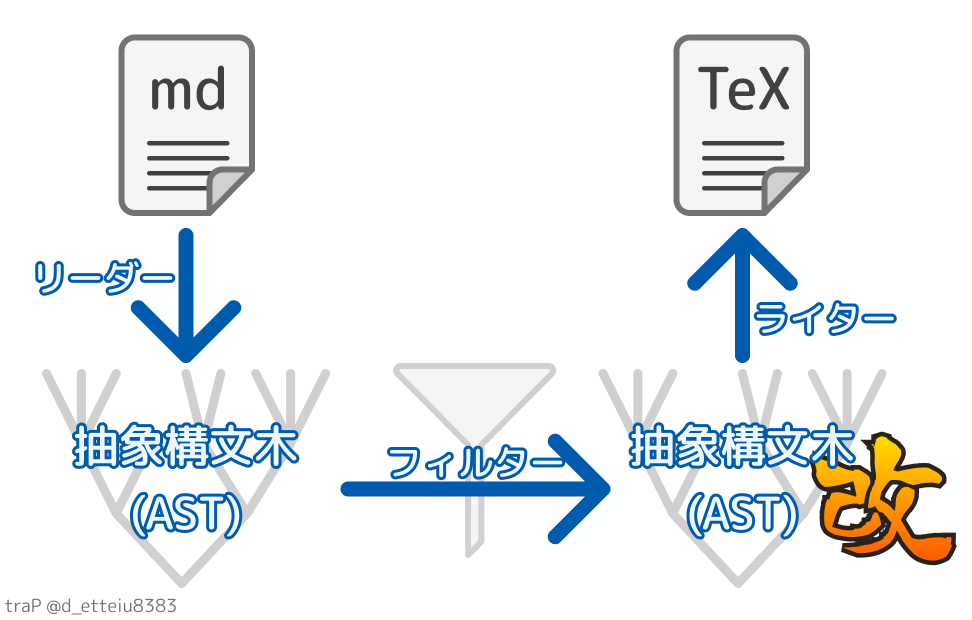 md
TeX
リーダー
ライター
抽象構文木
(AST)
フィルター
抽象構文木
(AST)
改
traP @d_etteiu8383